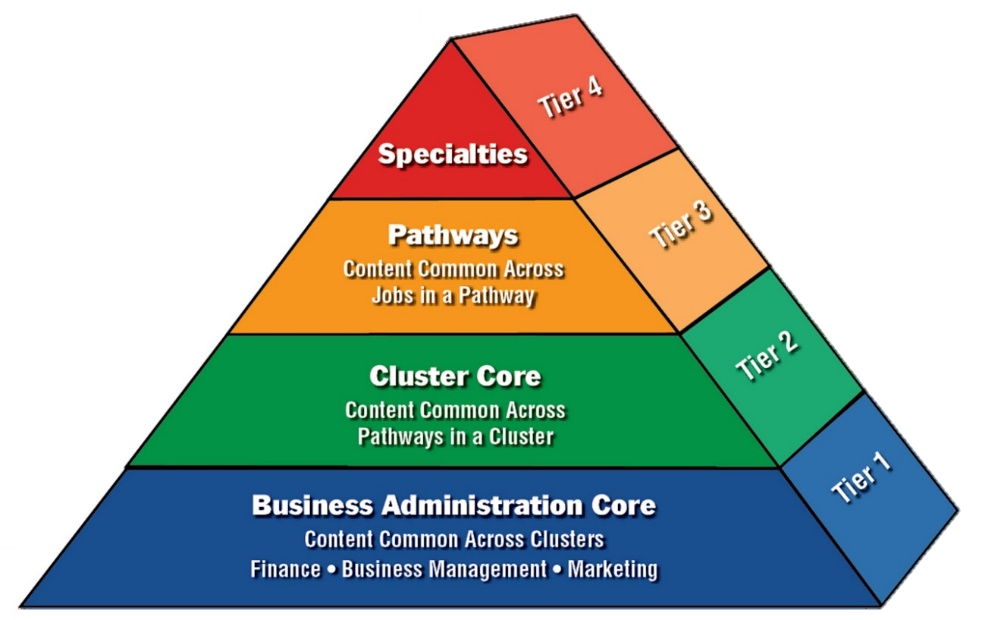 Tier 4
Specialties
Tier 3
Pathways
Content Common Across
Jobs in a Pathway
Tier 2
Cluster Core
Content Common Across
Pathways in a Cluster
Tier 1
Business Administration Core
Content Common Across Clusters
Finance • Business Management • Marketing